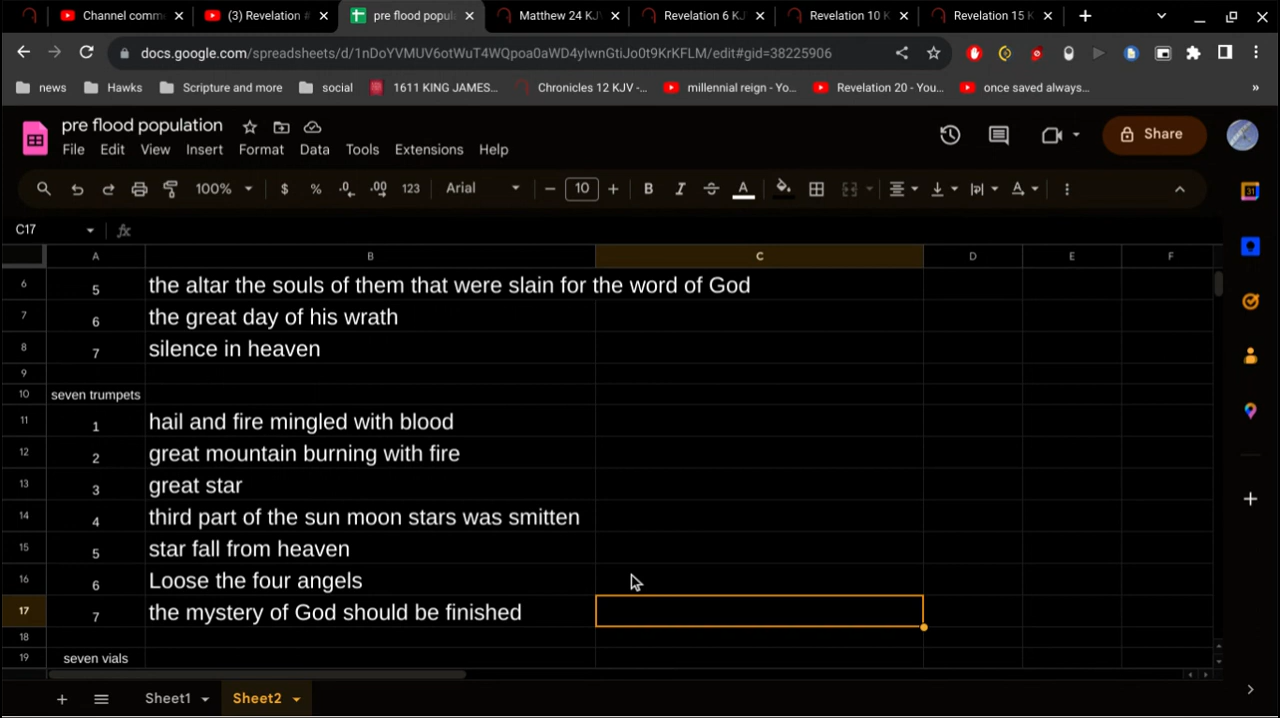 Channel comm
(3) Revelation
pre flood popul
Matthew 24 KJ
Revelation 6 KJ
Revelation 10 K
Revelation 15 K
docs.google.com/spreadsheets/d/1nDoYVMUV6otWuT4WQpoa0aWD4yIwnGtiJo0t9KrKFLM/edit#gid=38225906
news Hawks Scripture and more social 1611 KING JAMES... Chronicles 12 KJV -... millennial reign - Yo... Revelation 20 - You... once saved always... »
pre flood population
File Edit View Insert Format Data Tools Extensions Help
Share
100% $ % .0 .00 123 Arial 10 B I S A
C17 fx
A B C D E F
6 5 the altar the souls of them that were slain for the word of God
7 6 the great day of his wrath
8 7 silence in heaven
9
10 seven trumpets
11 1 hail and fire mingled with blood
12 2 great mountain burning with fire
13 3 great star
14 4 third part of the sun moon stars was smitten
15 5 star fall from heaven
16 6 Loose the four angels
17 7 the mystery of God should be finished
18
19 seven vials
Sheet1 Sheet2
31